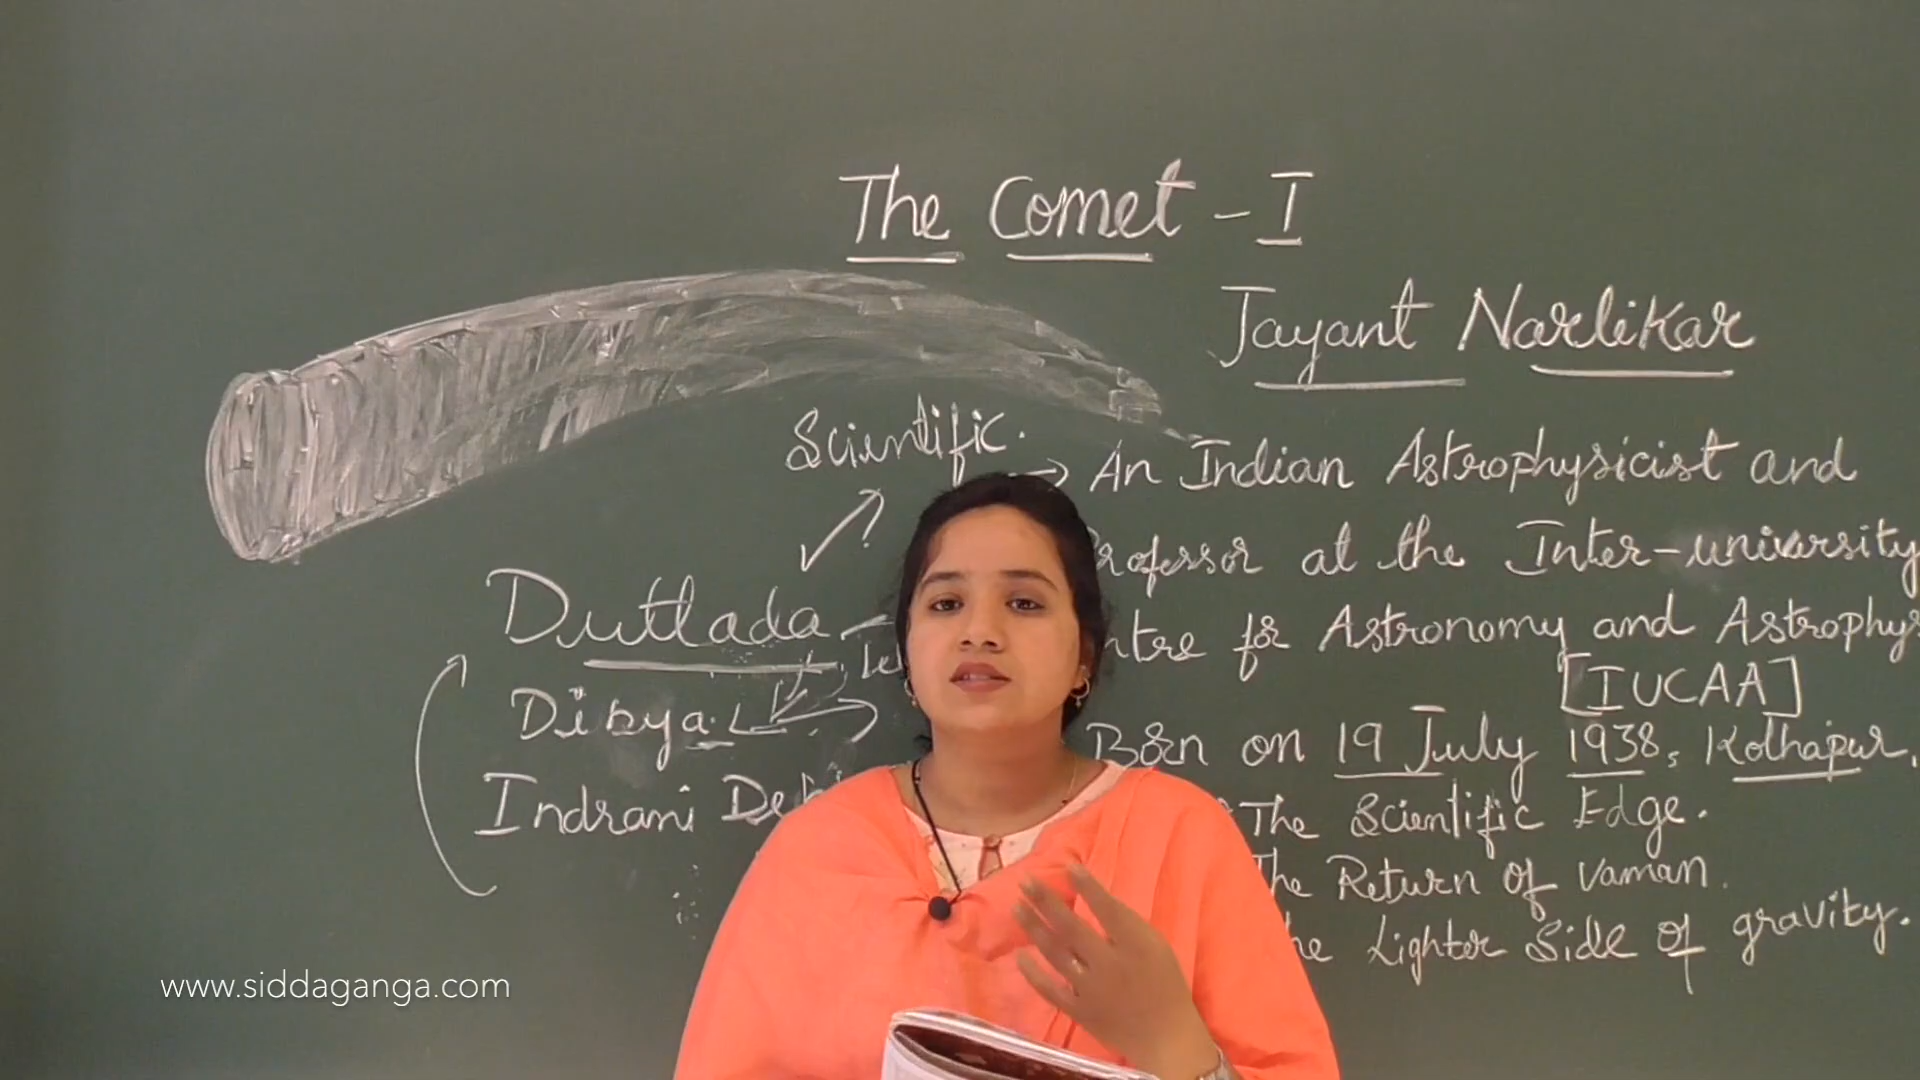 The Comet - I
Jayant Narlikar
Scientific.
→ An Indian Astrophysicist and
Professor at the Inter-university
Centre for Astronomy and Astrophys
[IUCAA]
Born on 19 July 1938, Kolhapur,
The Scientific Edge.
The Return of Vaman.
The Lighter Side of gravity.
Duttada
Dibya
Indrani Deb
www.siddaganga.com